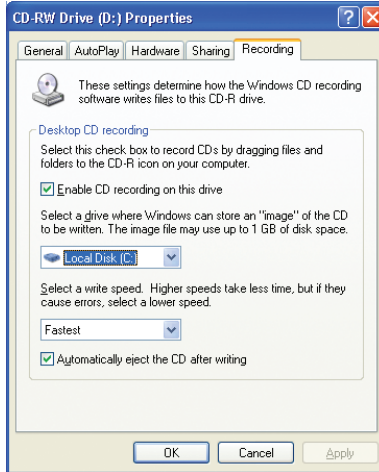 CD-RW Drive (D:) Properties
General AutoPlay Hardware Sharing Recording
These settings determine how the Windows CD recording
software writes files to this CD-R drive.
Desktop CD recording
Select this check box to record CDs by dragging files and
folders to the CD-R icon on your computer.
Enable CD recording on this drive
Select a drive where Windows can store an "image" of the CD
to be written. The image file may use up to 1 GB of disk space.
Local Disk (C:)
Select a write speed. Higher speeds take less time, but if they
cause errors, select a lower speed.
Fastest
Automatically eject the CD after writing
OK Cancel Apply